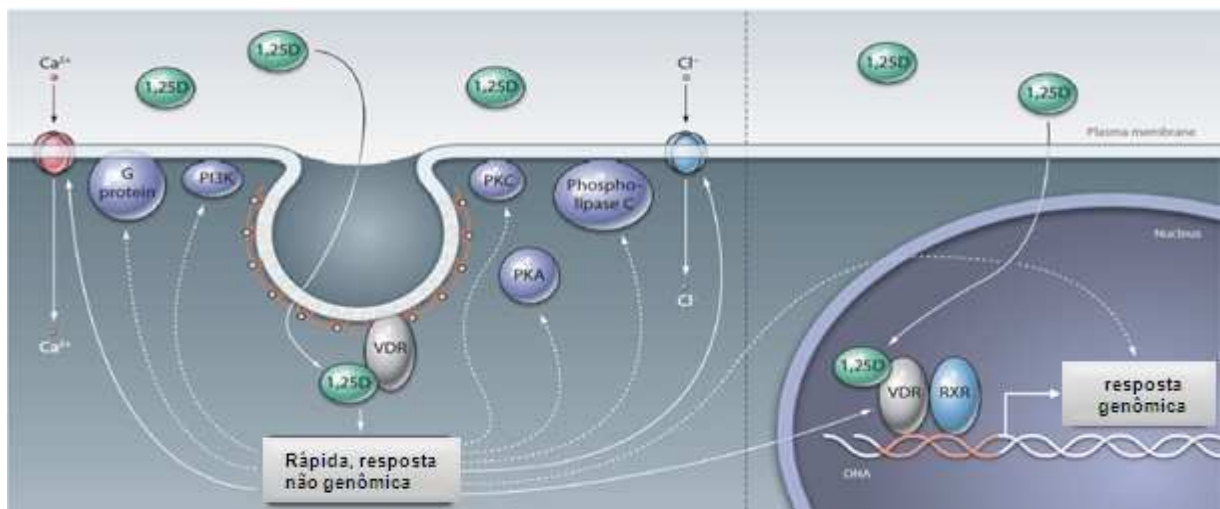 Ca²⁺
1,25D
1,25D
1,25D
Cl⁻
1,25D
1,25D
Plasma membrane
G
protein
PI3K
PKC
Phospho-
lipase C
PKA
Nucleus
Ca²⁺
Cl
VDR
1,25D
1,25D
VDR
RXR
resposta
genômica
Rápida, resposta
não genômica
DNA